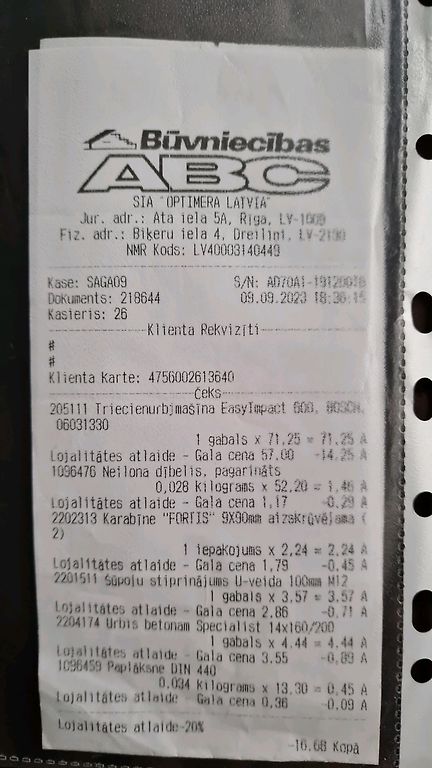 Būvniecības
ABC
SIA "OPTIMERA LATVIA"
Jur. adr.: Ata iela 5A, Rīga, LV-1009
Fiz. adr.: Biķeru iela 4, Dreiliņi, LV-2130
NMR Kods: LV40003140449
Kase: SAGA09 S/N:
Dokuments: 218644 09.09.2023 18:36:15
Kasieris: 26
Klienta Rekvizīti
#
#
Klienta Karte: 4756002613640
Čeks
205111 Triecienurbjmašīna EasyImpact 600, BOSCH,
06031330
1 gabals x 71,25 = 71,25 A
Lojalitātes atlaide - Gala cena 57.00 -14,25 A
1096476 Neilona dībelis, pagarināts
0,028 Kilograms x 52,20 = 1,46 A
Lojalitātes atlaide - Gala cena 1,17 -0,29 A
2202313 Karabīne "FORTIS" 9X90mm aizskrūvējama (
2)
1 Iepakojums x 2,24 = 2,24 A
Lojalitātes atlaide - Gala cena 1,79 -0,45 A
2201511 Šūpoļu stiprinājums U-veida 100mm M12
1 gabals x 3.57 = 3.57 A
Lojalitātes atlaide - Gala cena 2.86 -0,71 A
2204174 Urbis betonam Specialist 14x160/200
1 gabals x 4.44 = 4.44 A
Lojalitātes atlaide - Gala cena 3.55 -0,89 A
1096459 Paplāksne DIN 440
0,034 Kilograms x 13,30 = 0,45 A
Lojalitātes atlaide - Gala cena 0,36 -0.09 A
Lojalitātes atlaide-20%
-16.68 Kopā